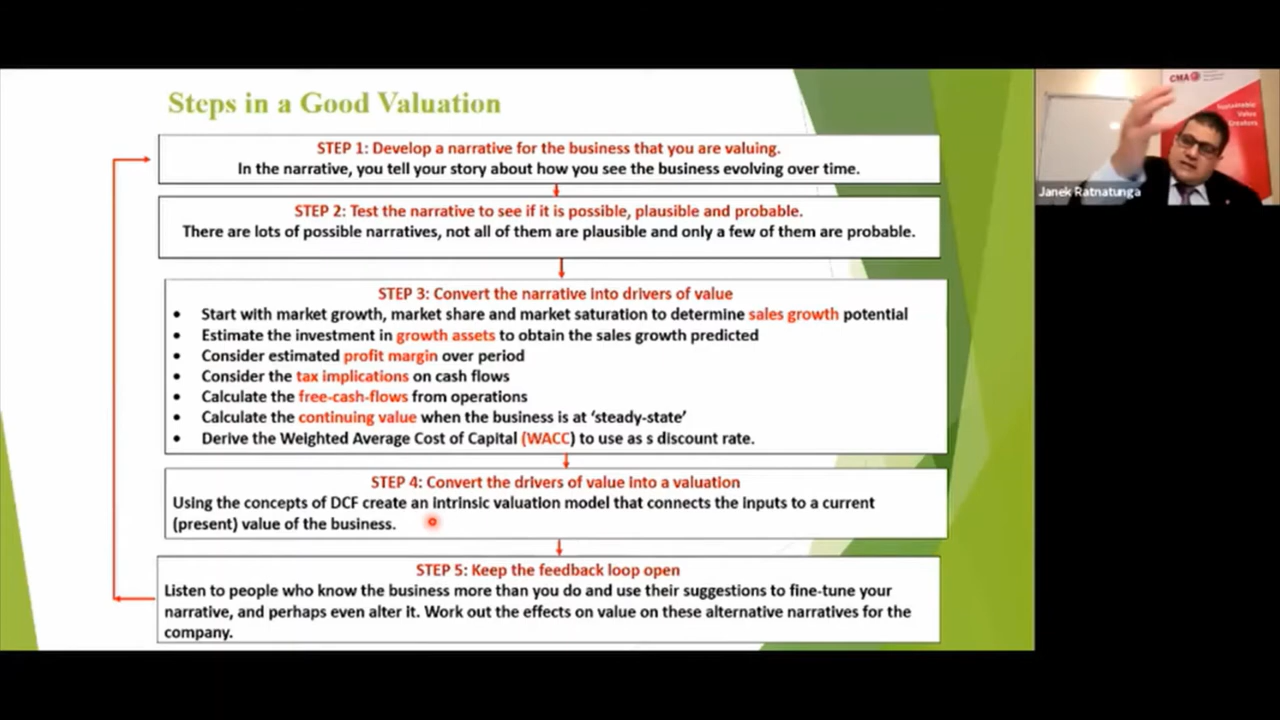 Steps in a Good Valuation
STEP 1: Develop a narrative for the business that you are valuing.
In the narrative, you tell your story about how you see the business evolving over time.
STEP 2: Test the narrative to see if it is possible, plausible and probable.
There are lots of possible narratives, not all of them are plausible and only a few of them are probable.
STEP 3: Convert the narrative into drivers of value
• Start with market growth, market share and market saturation to determine sales growth potential
• Estimate the investment in growth assets to obtain the sales growth predicted
• Consider estimated profit margin over period
• Consider the tax implications on cash flows
• Calculate the free-cash-flows from operations
• Calculate the continuing value when the business is at ‘steady-state’
• Derive the Weighted Average Cost of Capital (WACC) to use as s discount rate.
STEP 4: Convert the drivers of value into a valuation
Using the concepts of DCF create an intrinsic valuation model that connects the inputs to a current
(present) value of the business.
STEP 5: Keep the feedback loop open
Listen to people who know the business more than you do and use their suggestions to fine-tune your
narrative, and perhaps even alter it. Work out the effects on value on these alternative narratives for the
company.
CMA
Sustainable
Value
Creators
Janek Ratnatunga